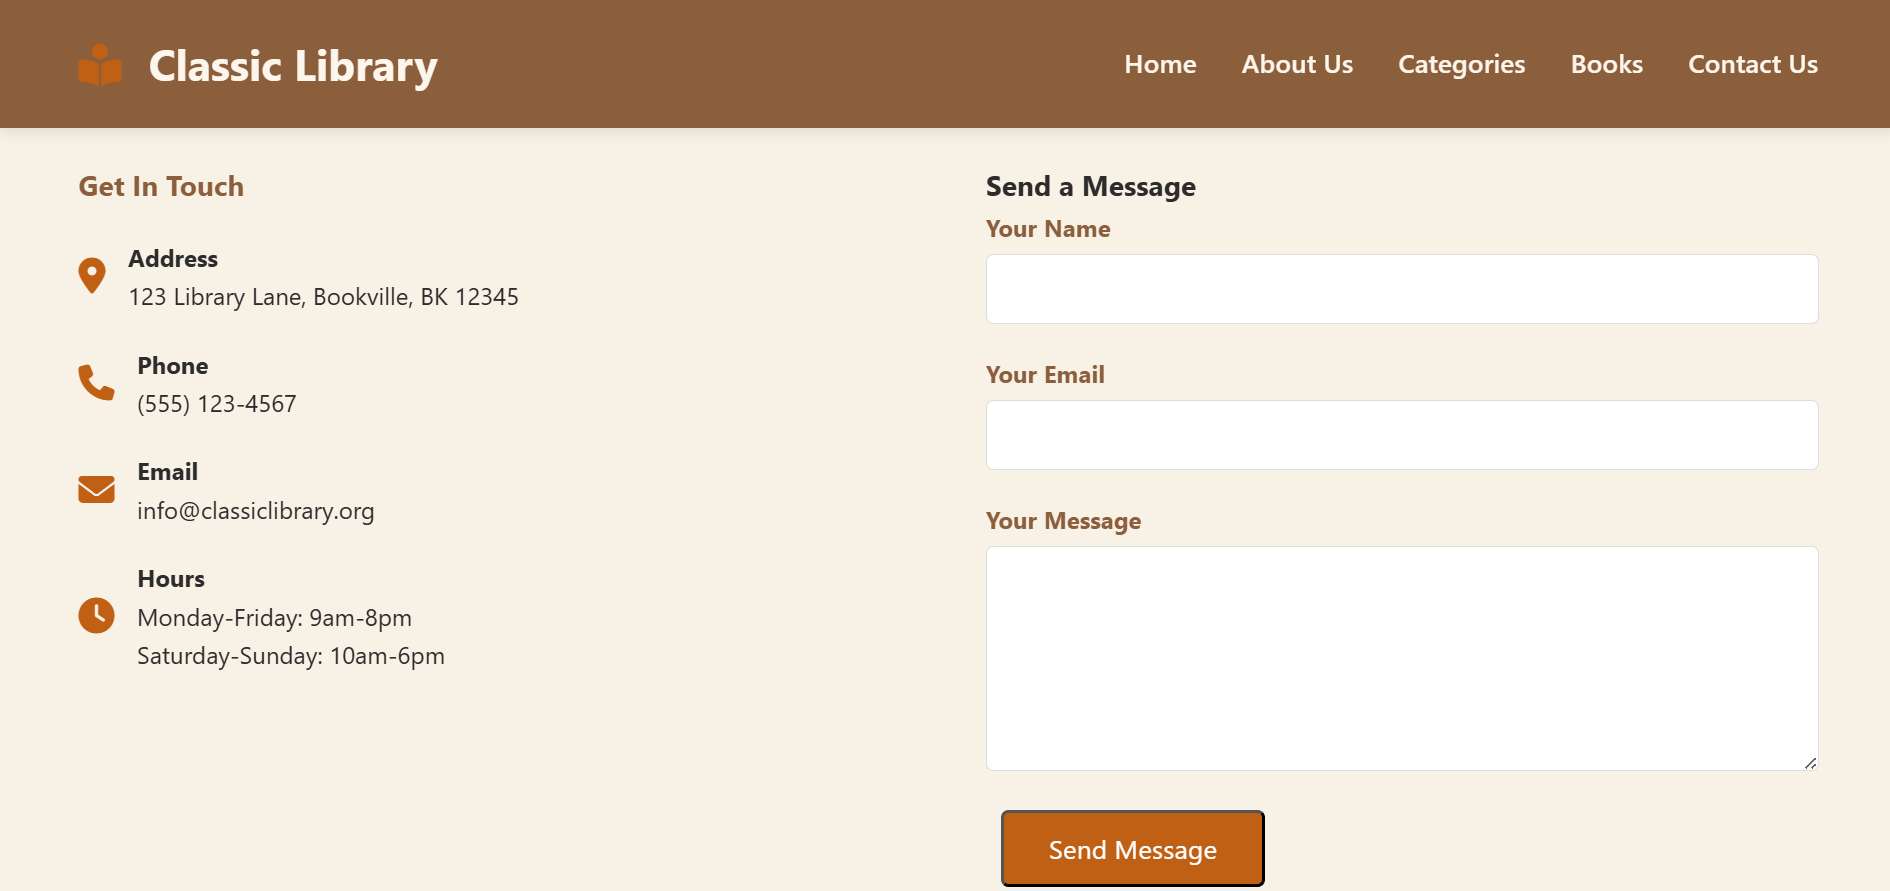 Classic Library
Home
About Us
Categories
Books
Contact Us
Get In Touch
Address
123 Library Lane, Bookville, BK 12345
Phone
(555) 123-4567
Email
info@classiclibrary.org
Hours
Monday-Friday: 9am-8pm
Saturday-Sunday: 10am-6pm
Send a Message
Your Name
Your Email
Your Message
Send Message